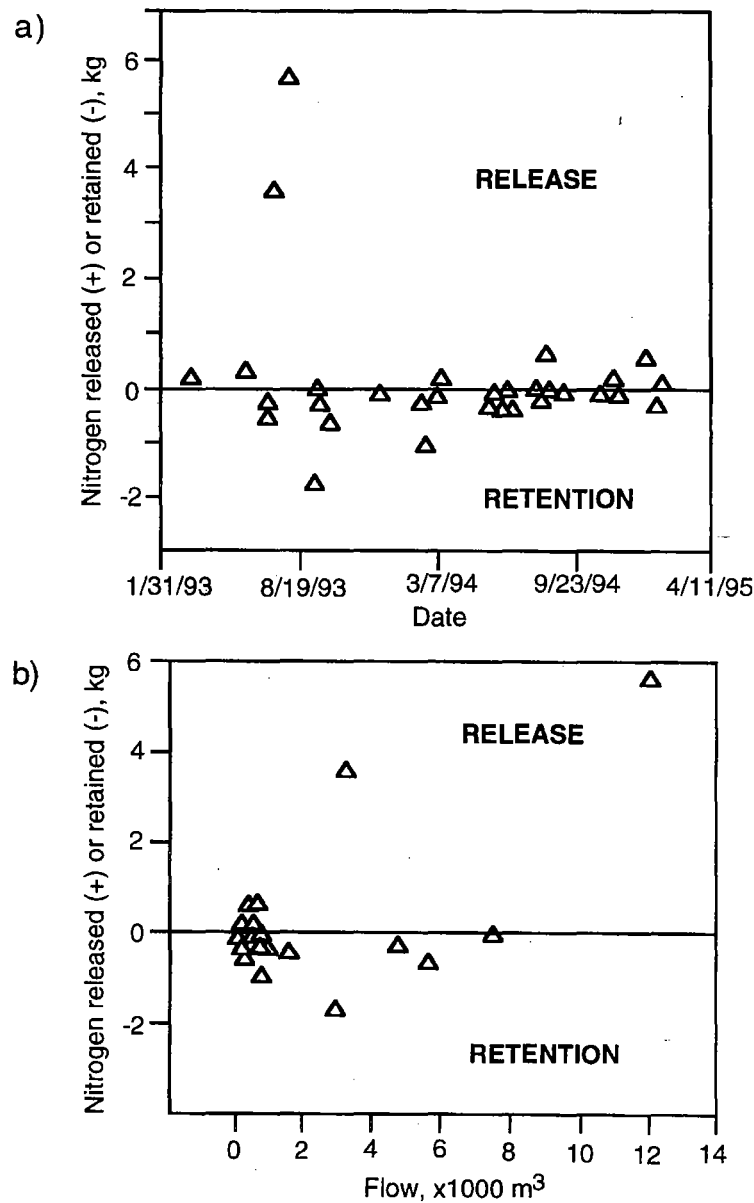 a)
Nitrogen released (+) or retained (-), kg
6
4
2
0
-2
RELEASE
RETENTION
1/31/93 8/19/93 3/7/94 9/23/94 4/11/95
Date
b)
Nitrogen released (+) or retained (-), kg
6
4
2
0
-2
RELEASE
RETENTION
0 2 4 6 8 10 12 14
Flow, x1000 m³